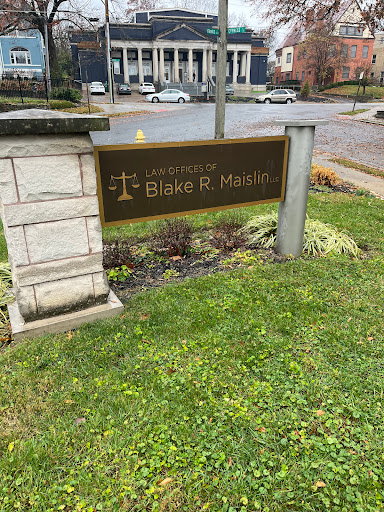 LAW OFFICES OF
Blake R. Maislin LLC